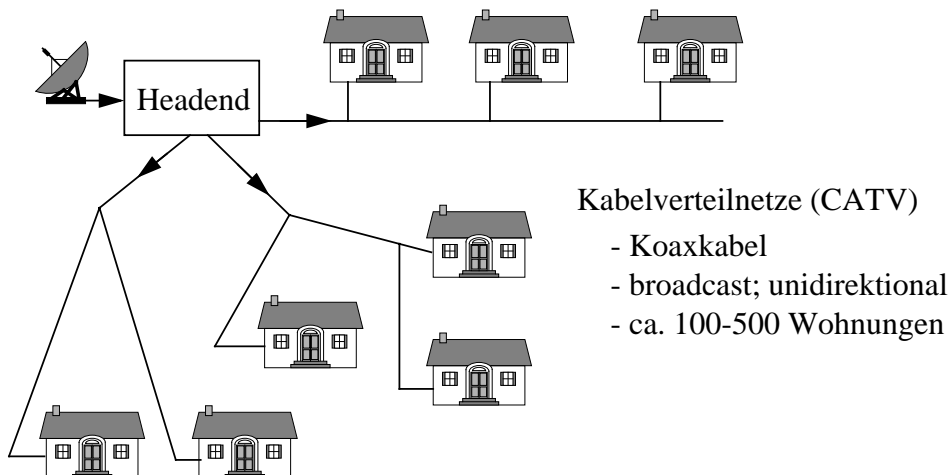 Headend
Kabelverteilnetze (CATV)
- Koaxkabel
- broadcast; unidirektional
- ca. 100-500 Wohnungen